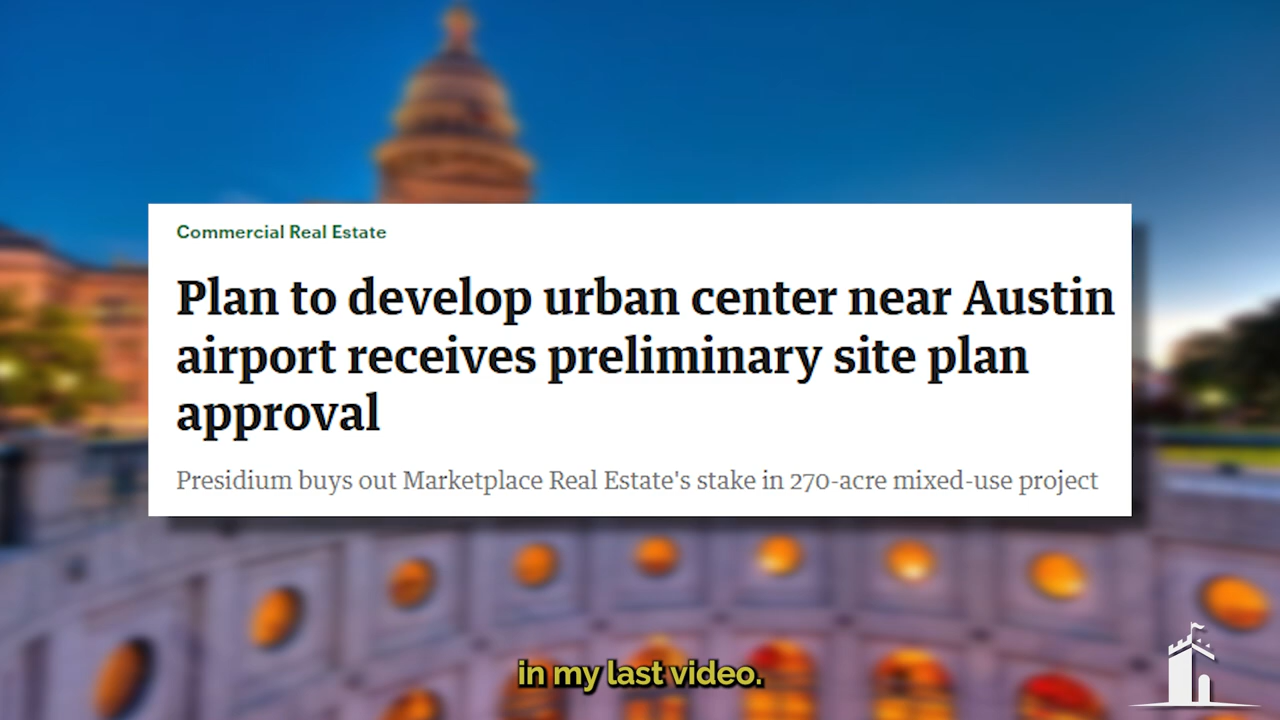 Commercial Real Estate
Plan to develop urban center near Austin
airport receives preliminary site plan
approval
Presidium buys out Marketplace Real Estate's stake in 270-acre mixed-use project
in my last video.